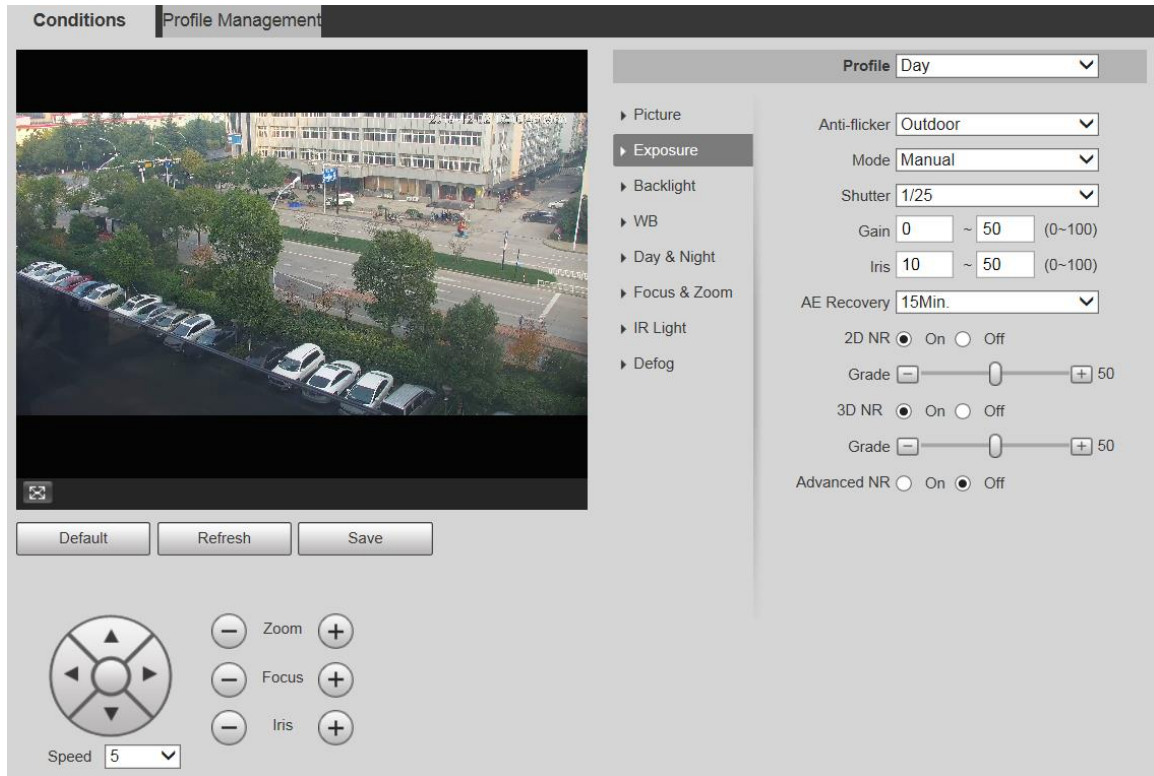 Conditions
Profile Management
Profile Day
Picture
Exposure
Backlight
WB
Day & Night
Focus & Zoom
IR Light
Defog
Anti-flicker Outdoor
Mode Manual
Shutter 1/25
Gain 0 ~ 50 (0~100)
Iris 10 ~ 50 (0~100)
AE Recovery 15Min.
2D NR On Off
Grade 50
3D NR On Off
Grade 50
Advanced NR On Off
Default
Refresh
Save
Zoom
Focus
Iris
Speed 5